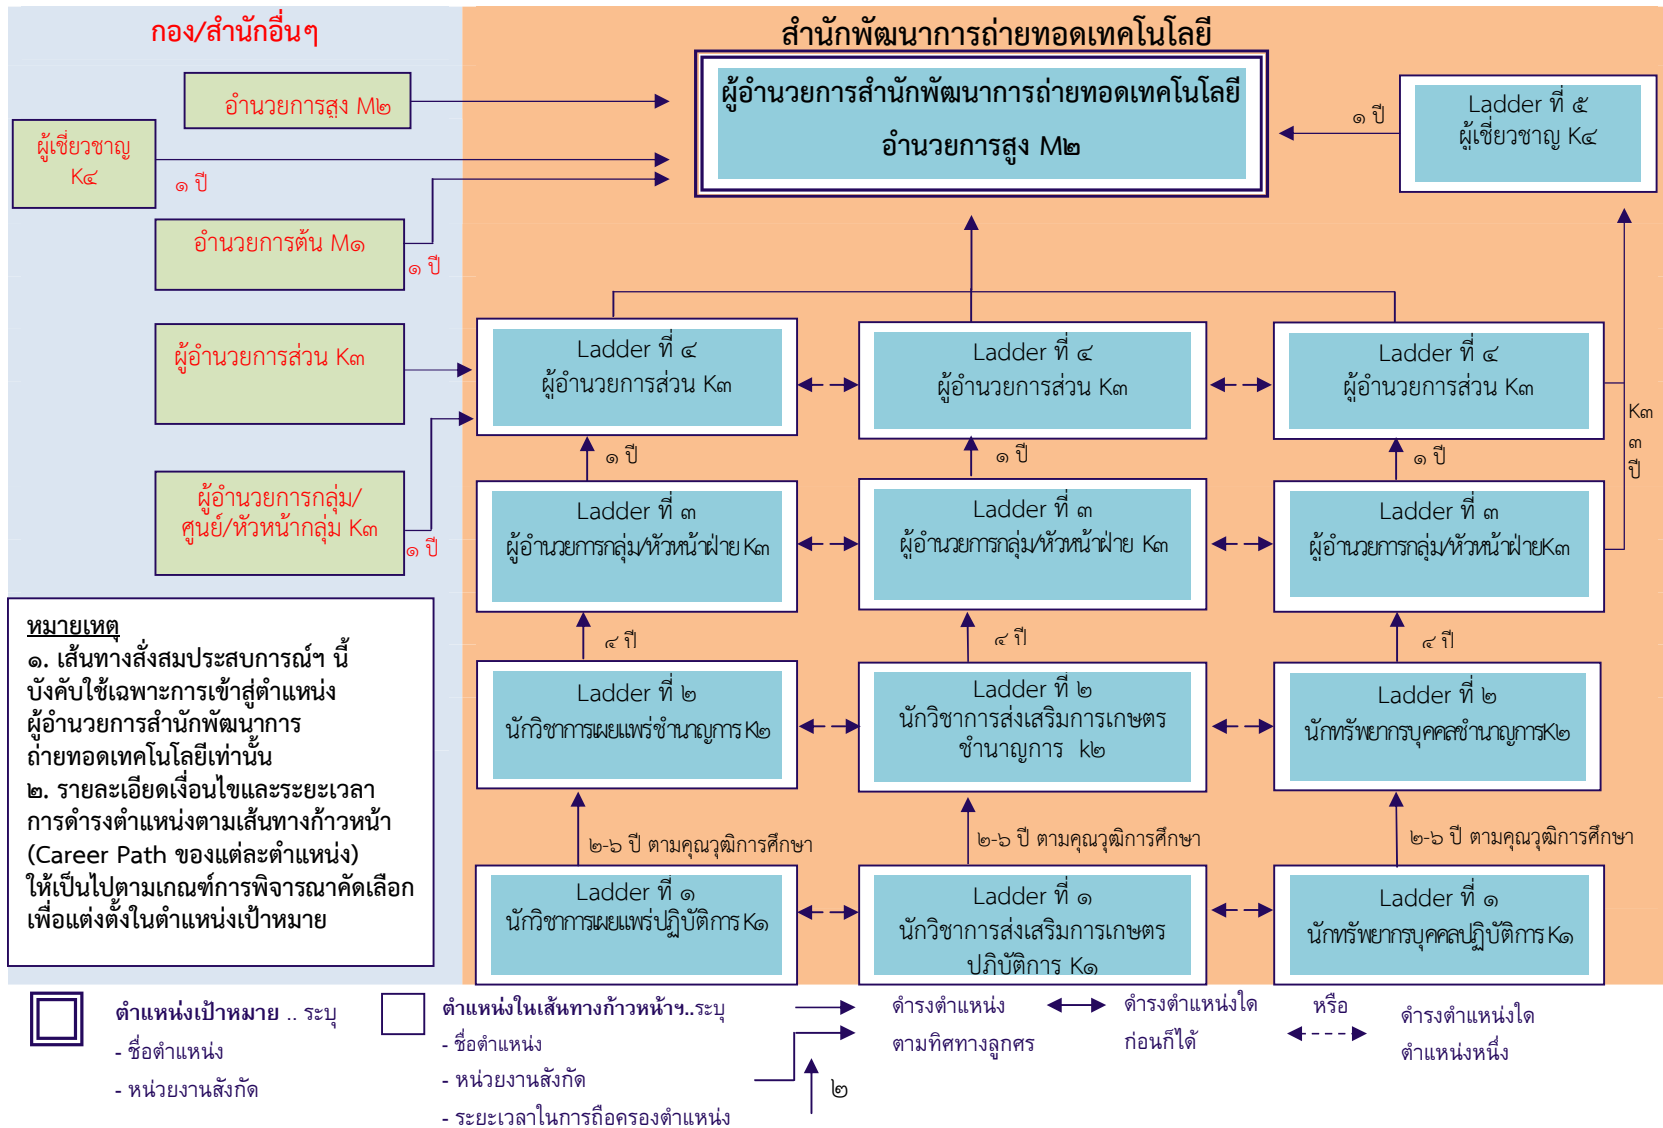 กอง/สำนักอื่นๆ
สำนักพัฒนาการถ่ายทอดเทคโนโลยี
อำนวยการสูง M๒
ผู้เชี่ยวชาญ
K๔
๑ ปี
อำนวยการต้น M๑
๑ ปี
ผู้อำนวยการสำนักพัฒนาการถ่ายทอดเทคโนโลยี
อำนวยการสูง M๒
๑ ปี
Ladder ที่ ๕
ผู้เชี่ยวชาญ K๔
ผู้อำนวยการส่วน K๓
ผู้อำนวยการกลุ่ม/
ศูนย์/หัวหน้ากลุ่ม K๓
๑ ปี
Ladder ที่ ๔
ผู้อำนวยการส่วน K๓
Ladder ที่ ๔
ผู้อำนวยการส่วน K๓
Ladder ที่ ๔
ผู้อำนวยการส่วน K๓
K๓
๓
ปี
๑ ปี
๑ ปี
๑ ปี
Ladder ที่ ๓
ผู้อำนวยการกลุ่ม/หัวหน้าฝ่าย K๓
Ladder ที่ ๓
ผู้อำนวยการกลุ่ม/หัวหน้าฝ่าย K๓
Ladder ที่ ๓
ผู้อำนวยการกลุ่ม/หัวหน้าฝ่ายK๓
๔ ปี
๔ ปี
๔ ปี
Ladder ที่ ๒
นักวิชาการเผยแพร่ชำนาญการ K๒
Ladder ที่ ๒
นักวิชาการส่งเสริมการเกษตร
ชำนาญการ k๒
Ladder ที่ ๒
นักทรัพยากรบุคคลชำนาญการK๒
๒-๖ ปี ตามคุณวุฒิการศึกษา
๒-๖ ปี ตามคุณวุฒิการศึกษา
๒-๖ ปี ตามคุณวุฒิการศึกษา
Ladder ที่ ๑
นักวิชาการเผยแพร่ปฏิบัติการ K๑
Ladder ที่ ๑
นักวิชาการส่งเสริมการเกษตร
ปฏิบัติการ K๑
Ladder ที่ ๑
นักทรัพยากรบุคคลปฏิบัติการ K๑
หมายเหตุ
๑. เส้นทางสั่งสมประสบการณ์ฯ นี้
บังคับใช้เฉพาะการเข้าสู่ตำแหน่ง
ผู้อำนวยการสำนักพัฒนาการ
ถ่ายทอดเทคโนโลยีเท่านั้น
๒. รายละเอียดเงื่อนไขและระยะเวลา
การดำรงตำแหน่งตามเส้นทางก้าวหน้า
(Career Path ของแต่ละตำแหน่ง)
ให้เป็นไปตามเกณฑ์การพิจารณาคัดเลือก
เพื่อแต่งตั้งในตำแหน่งเป้าหมาย
ตำแหน่งเป้าหมาย .. ระบุ
- ชื่อตำแหน่ง
- หน่วยงานสังกัด
ตำแหน่งในเส้นทางก้าวหน้าฯ..ระบุ
- ชื่อตำแหน่ง
- หน่วยงานสังกัด
- ระยะเวลาในการถือครองตำแหน่ง
๒
ดำรงตำแหน่ง
ตามทิศทางลูกศร
ดำรงตำแหน่งใด
ก่อนก็ได้
หรือ
ดำรงตำแหน่งใด
ตำแหน่งหนึ่ง